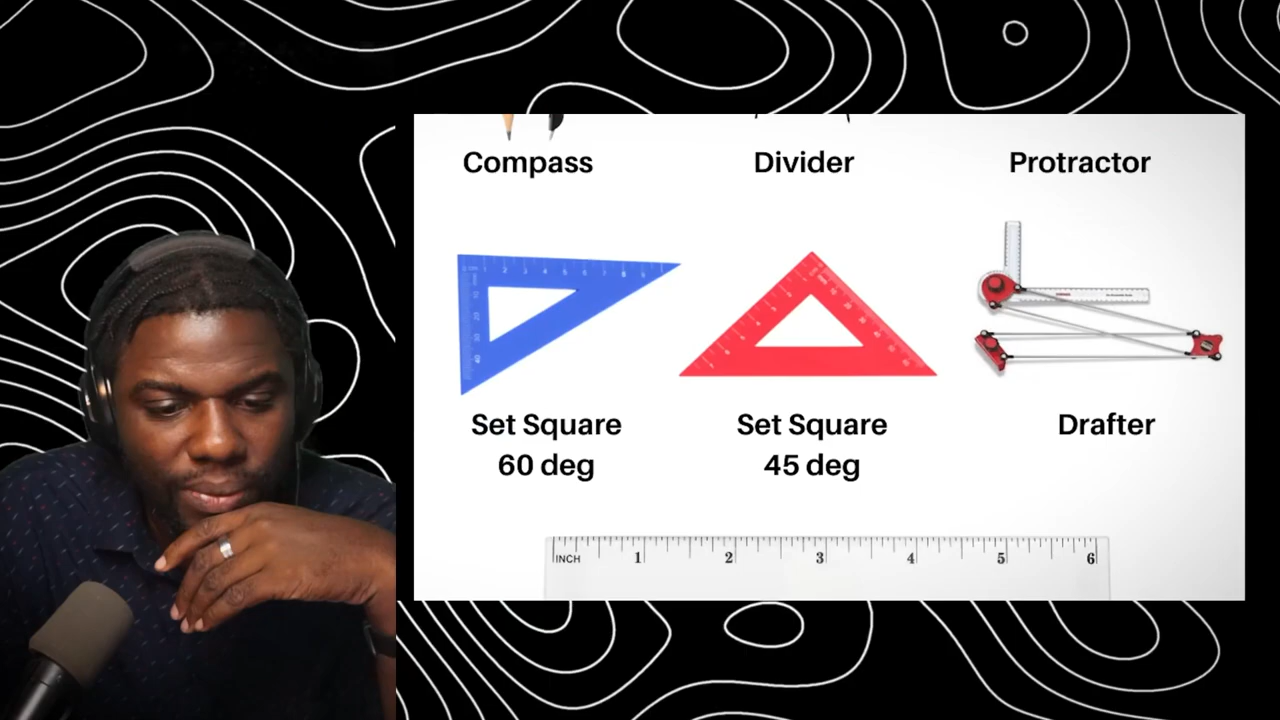 Compass
Divider
Protractor
Set Square
60 deg
Set Square
45 deg
Drafter
INCH 1 2 3 4 5 6